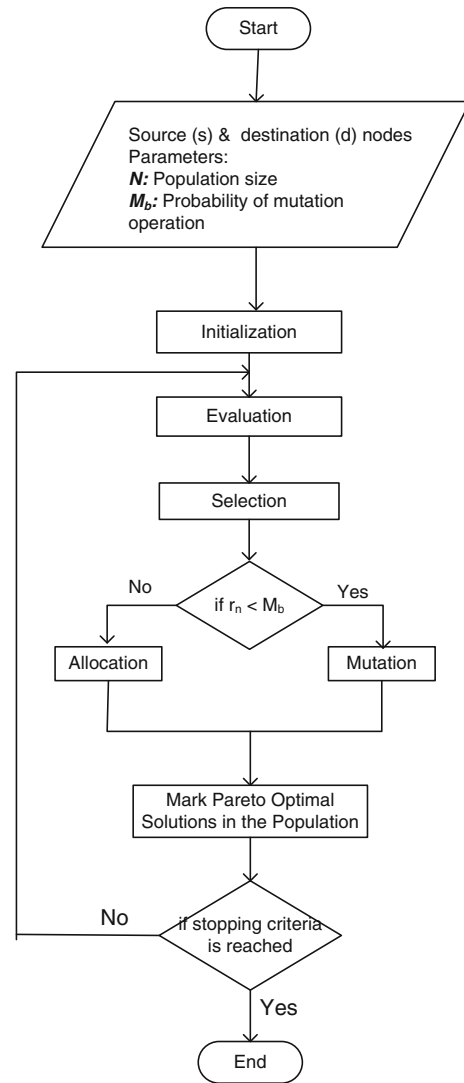 Start
Source (s) & destination (d) nodes
Parameters:
N: Population size
Mb: Probability of mutation
operation
Initialization
Evaluation
Selection
No
if rn < Mb
Yes
Allocation
Mutation
Mark Pareto Optimal
Solutions in the Population
No
if stopping criteria
is reached
Yes
End